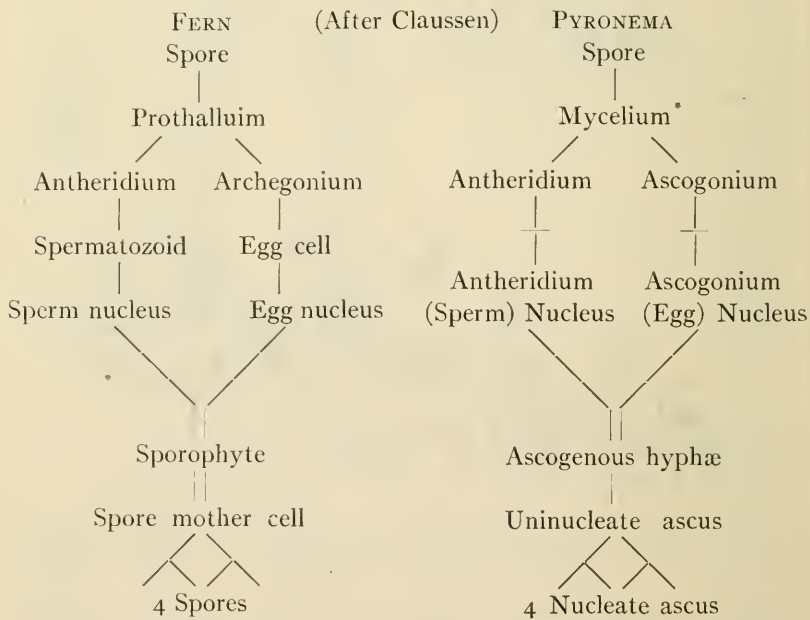 FERN (After Claussen) PYRONEMA
Spore Spore
Prothalluim Mycelium
Antheridium Archegonium Antheridium Ascogonium
Spermatozoid Egg cell
Sperm nucleus Egg nucleus Antheridium Ascogonium
(Sperm) Nucleus (Egg) Nucleus
Sporophyte Ascogenous hyphæ
Spore mother cell Uninucleate ascus
4 Spores 4 Nucleate ascus